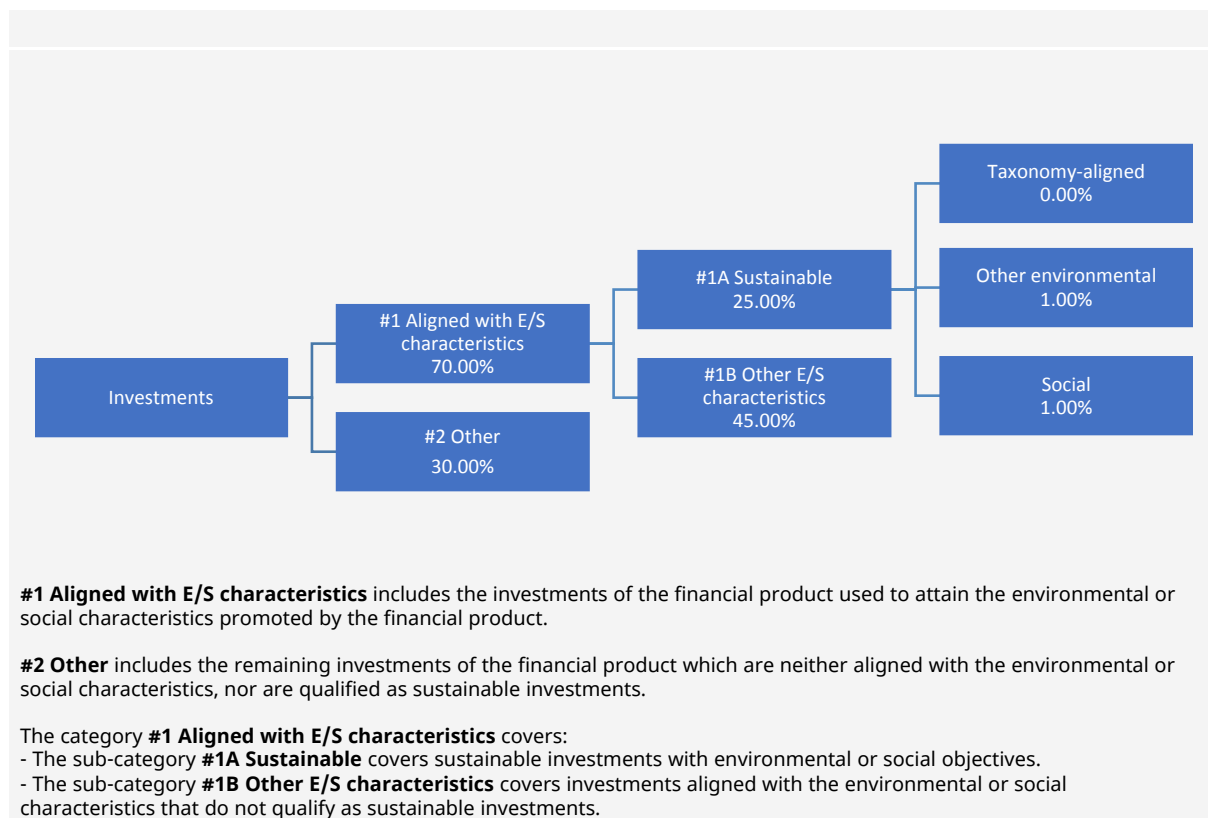 Investments
#1 Aligned with E/S
characteristics
70.00%
#2 Other
30.00%
#1A Sustainable
25.00%
#1B Other E/S
characteristics
45.00%
Taxonomy-aligned
0.00%
Other environmental
1.00%
Social
1.00%
#1 Aligned with E/S characteristics includes the investments of the financial product used to attain the environmental or
social characteristics promoted by the financial product.
#2 Other includes the remaining investments of the financial product which are neither aligned with the environmental or
social characteristics, nor are qualified as sustainable investments.
The category #1 Aligned with E/S characteristics covers:
- The sub-category #1A Sustainable covers sustainable investments with environmental or social objectives.
- The sub-category #1B Other E/S characteristics covers investments aligned with the environmental or social
characteristics that do not qualify as sustainable investments.